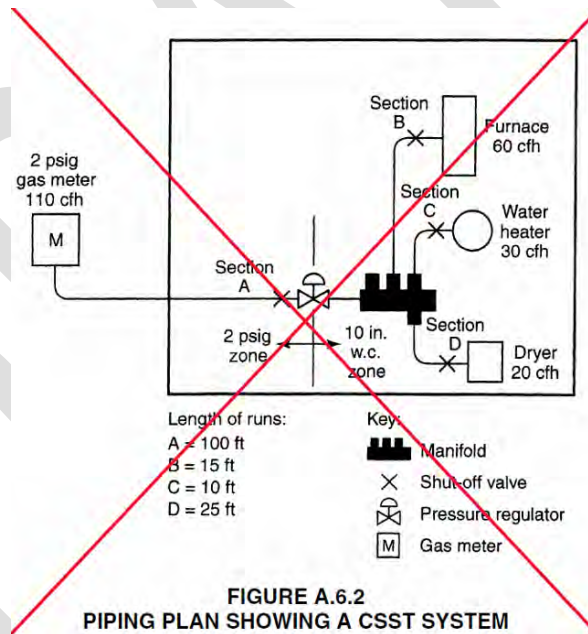 Section
B
Furnace
60 cfh
2 psig
gas meter
110 cfh
M
Section
C
Water
heater
30 cfh
Section
A
2 psig
zone
10 in.
w.c.
zone
Section
D
Dryer
20 cfh
Length of runs:
A = 100 ft
B = 15 ft
C = 10 ft
D = 25 ft
Key:
Manifold
Shut-off valve
Pressure regulator
M Gas meter
FIGURE A.6.2
PIPING PLAN SHOWING A CSST SYSTEM